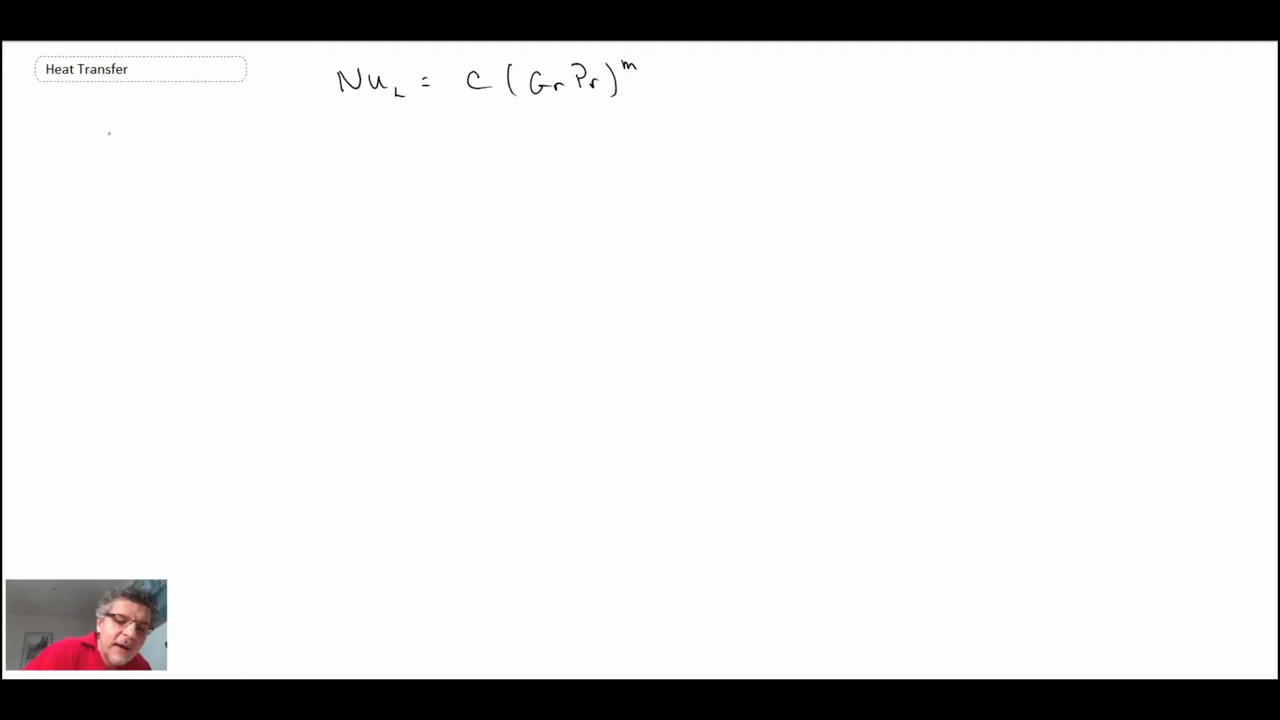 Heat Transfer
Nu_L = C (Gr Pr)^m